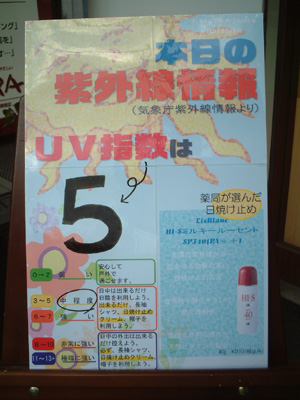 本日の
紫外線情報
(気象庁紫外線情報より)
UV指数は
5
薬局が選んだ
日焼け止め
0～2 弱い
安心して
戸外で
過ごせます。
3～5 中程度
6～7 強い
日中は出来るだけ
日陰を利用しよう。
出来るだけ、長袖
シャツ、日焼け止め
クリーム、帽子を
利用しよう。
8～10 非常に強い
11～13+ 極端に強い
日中の外出は出来る
だけ控えよう。
必ず、長袖シャツ、
日焼け止めクリーム、
帽子を利用しよう。
HI-S
40